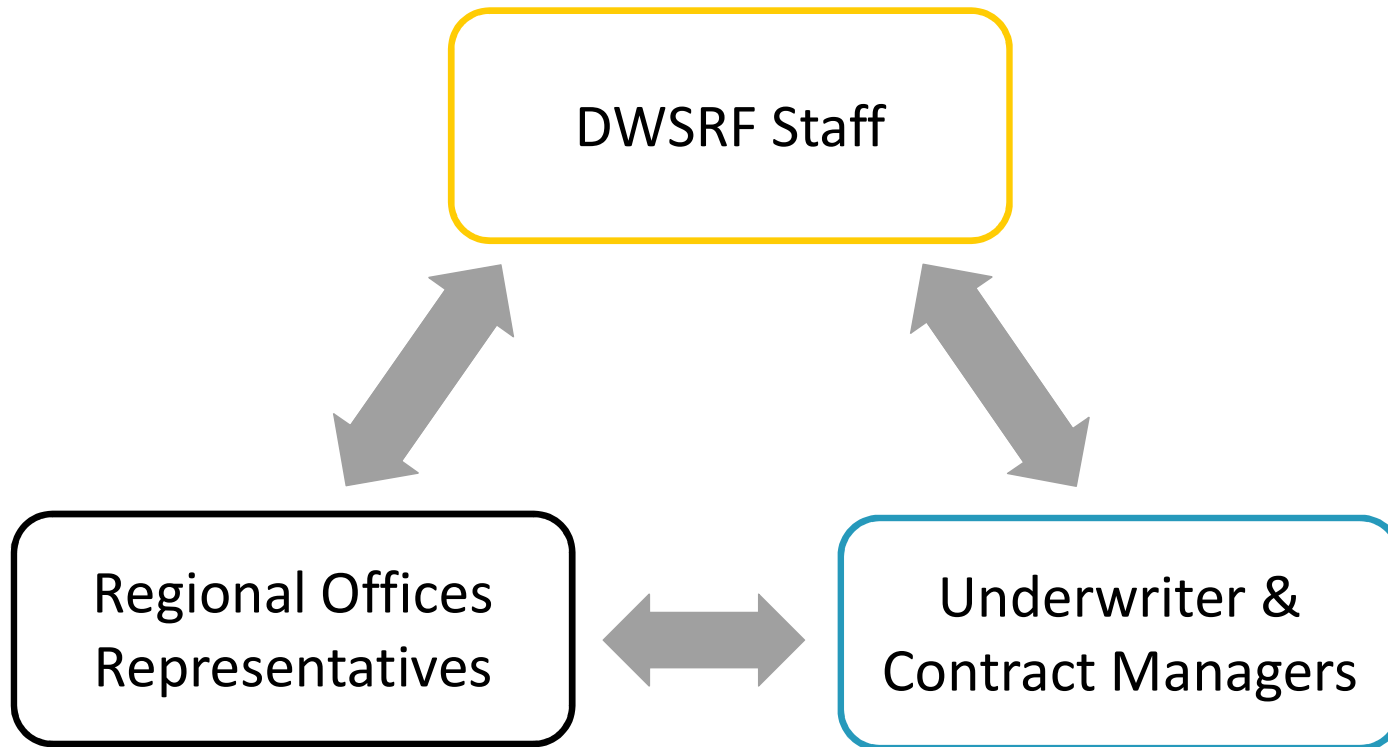 DWSRF Staff
Regional Offices
Representatives
Underwriter &
Contract Managers